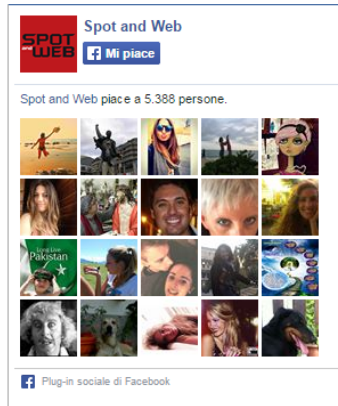 SPOT
and WEB
Spot and Web
Mi piace
Spot and Web piace a 5.388 persone.
Long Live
Pakistan
Plug-in sociale di Facebook